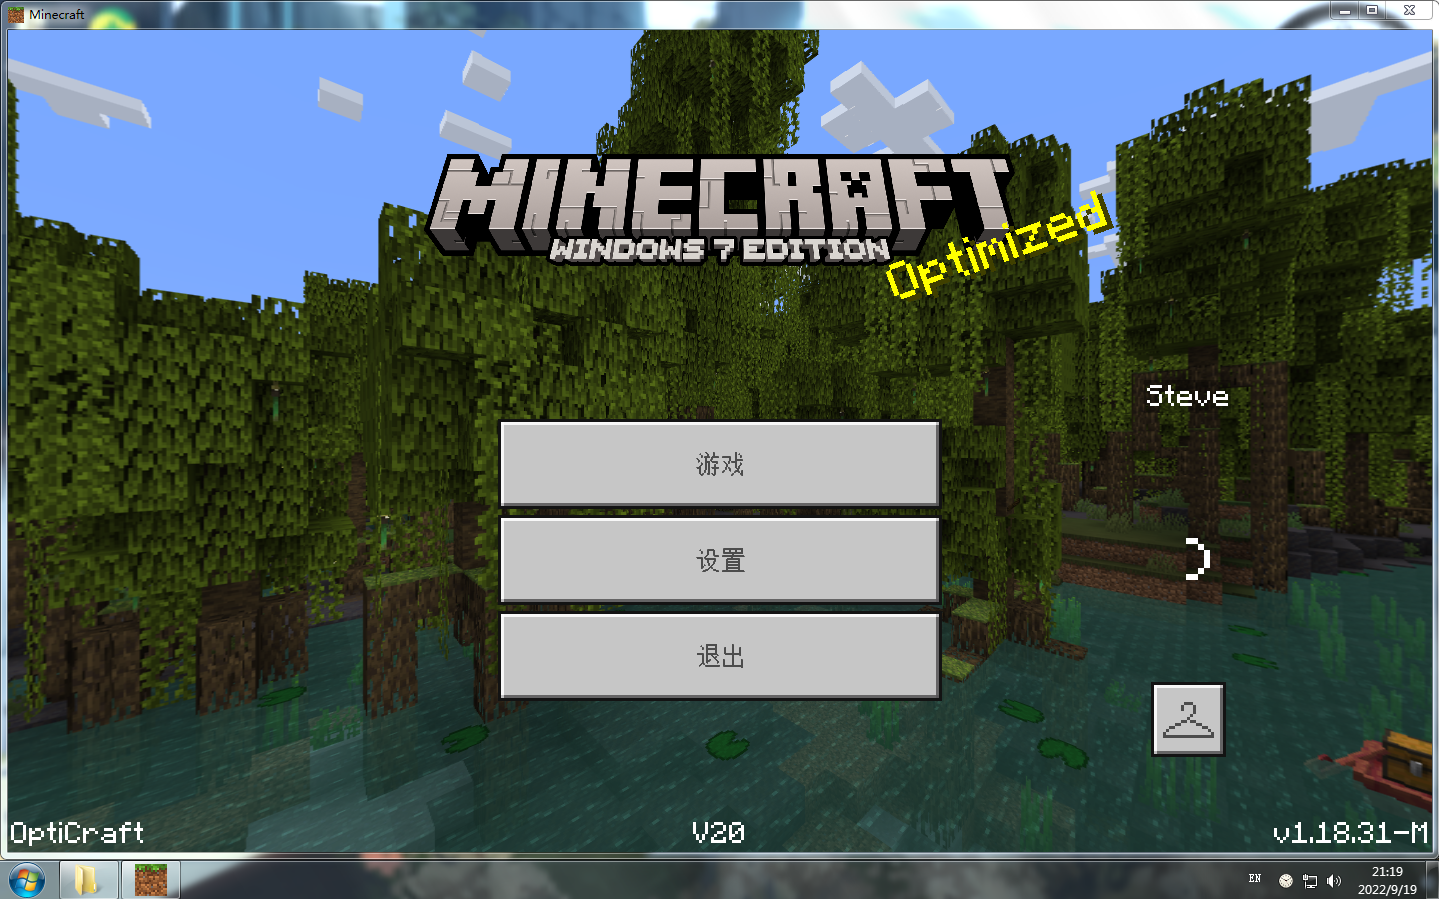 Minecraft
MINECRAFT
WINDOWS 7 EDITION
Optimized
Steve
游戏
设置
退出
OptiCraft
V20
v1.18.31-M
EN
21:19
2022/9/19